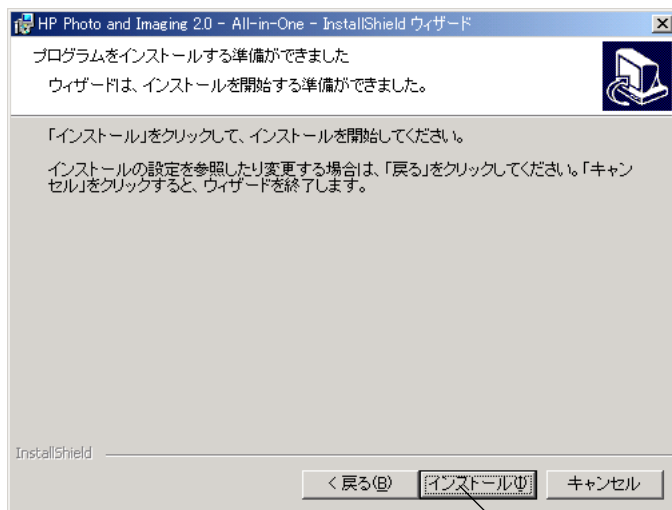 HP Photo and Imaging 2.0 - All-in-One - InstallShield ウィザード
プログラムをインストールする準備ができました
ウィザードは、インストールを開始する準備ができました。
「インストール」をクリックして、インストールを開始してください。
インストールの設定を参照したり変更する場合は、「戻る」をクリックしてください。「キャン
セル」をクリックすると、ウィザードを終了します。
InstallShield
< 戻る(B) インストール(I) キャンセル